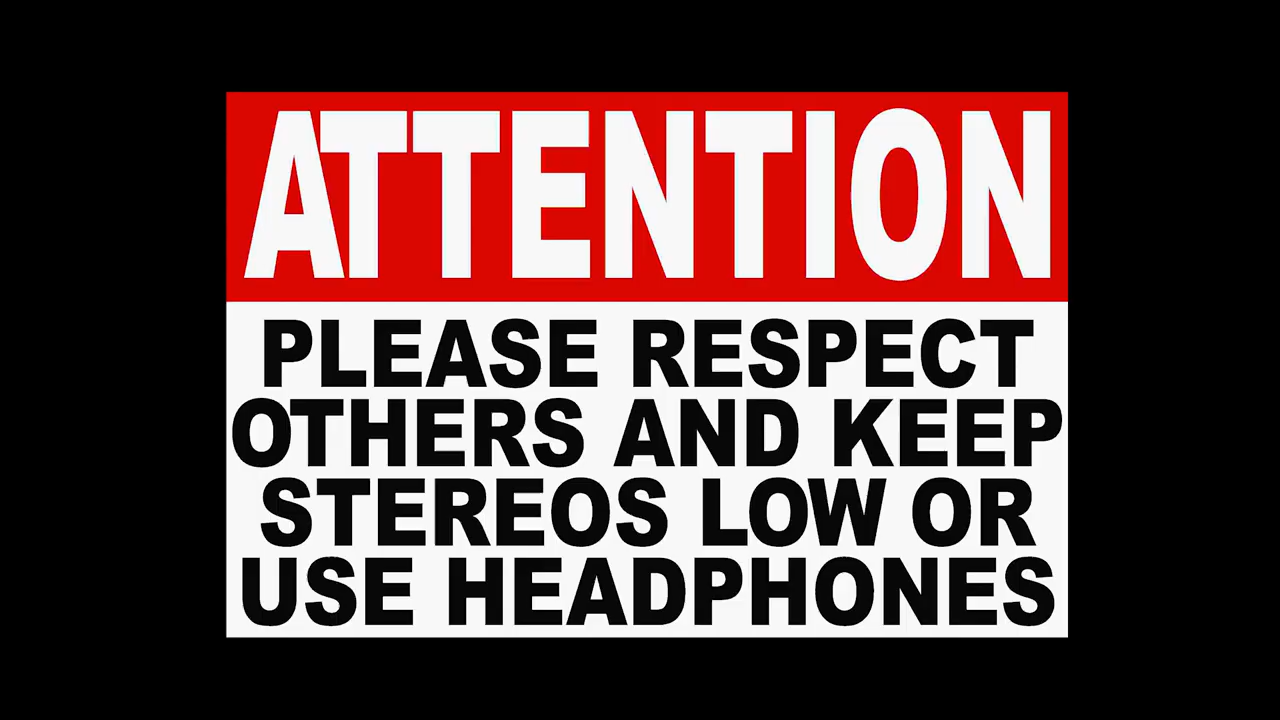 ATTENTION
PLEASE RESPECT
OTHERS AND KEEP
STEREOS LOW OR
USE HEADPHONES